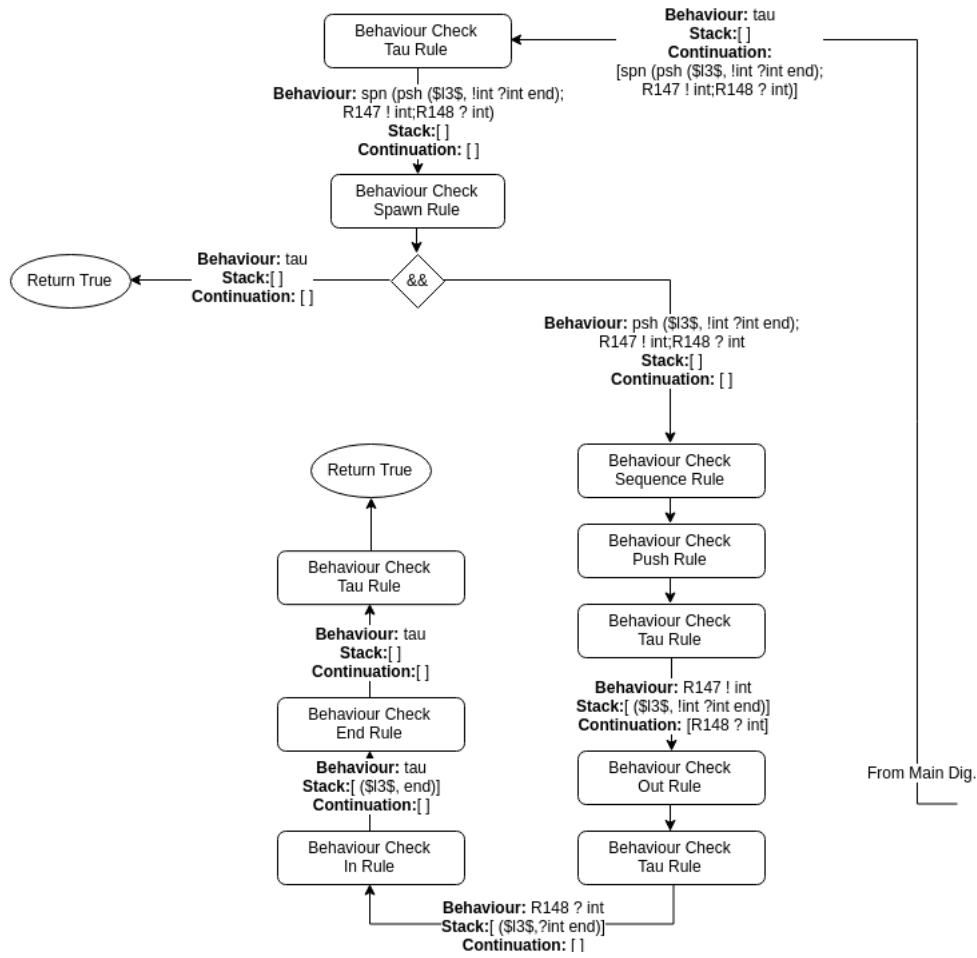 Behaviour Check
Tau Rule
Behaviour: tau
Stack:[ ]
Continuation:
[spn (psh ($l3$, !int ?int end);
R147 ! int;R148 ? int)]
Behaviour: spn (psh ($l3$, !int ?int end);
R147 ! int;R148 ? int)
Stack:[ ]
Continuation: [ ]
Behaviour Check
Spawn Rule
&&
Behaviour: tau
Stack:[ ]
Continuation: [ ]
Return True
Behaviour: psh ($l3$, !int ?int end);
R147 ! int;R148 ? int
Stack:[ ]
Continuation: [ ]
Behaviour Check
Sequence Rule
Behaviour Check
Push Rule
Behaviour Check
Tau Rule
Behaviour: R147 ! int
Stack:[ ($l3$, !int ?int end)]
Continuation: [R148 ? int]
Behaviour Check
Out Rule
Behaviour Check
Tau Rule
Behaviour: R148 ? int
Stack:[ ($l3$,?int end)]
Continuation: [ ]
Behaviour Check
In Rule
Behaviour: tau
Stack:[ ($l3$, end)]
Continuation:[ ]
Behaviour Check
End Rule
Behaviour: tau
Stack:[ ]
Continuation:[ ]
Behaviour Check
Tau Rule
Return True
From Main Dig.